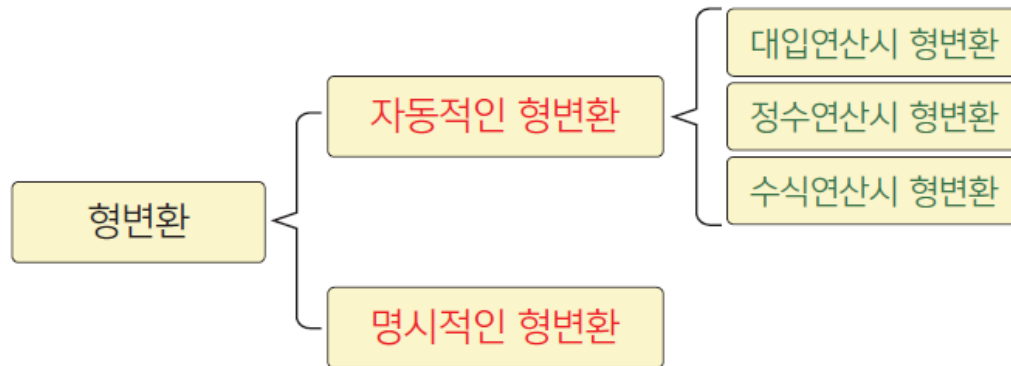 형변환
자동적인 형변환
대입연산시 형변환
정수연산시 형변환
수식연산시 형변환
명시적인 형변환